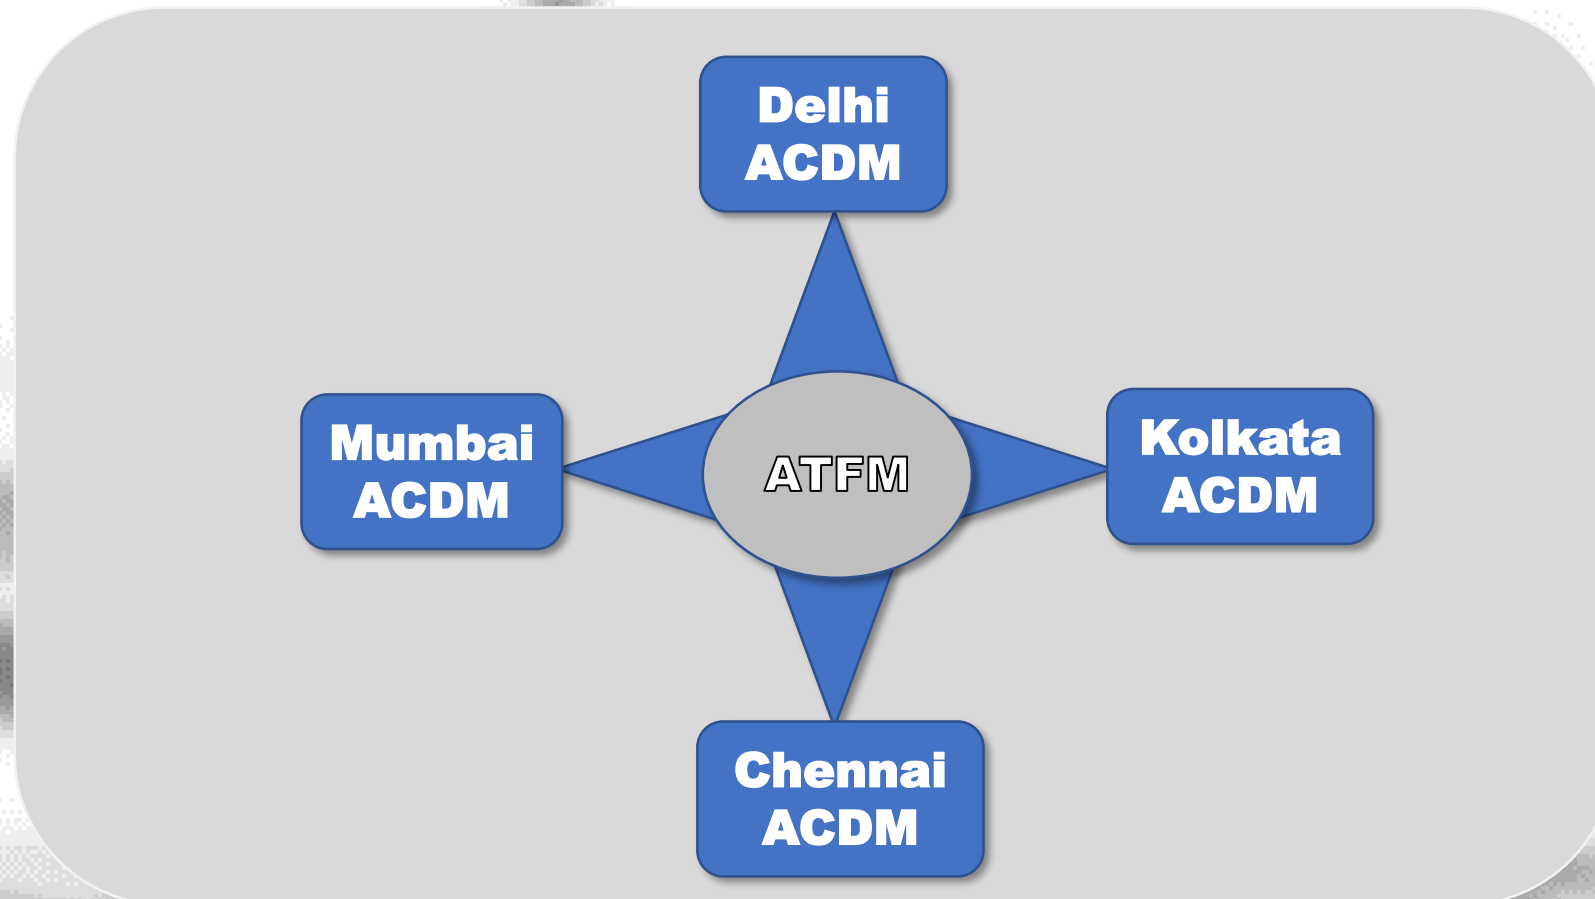 Delhi
ACDM
Mumbai
ACDM
ATFM
Kolkata
ACDM
Chennai
ACDM